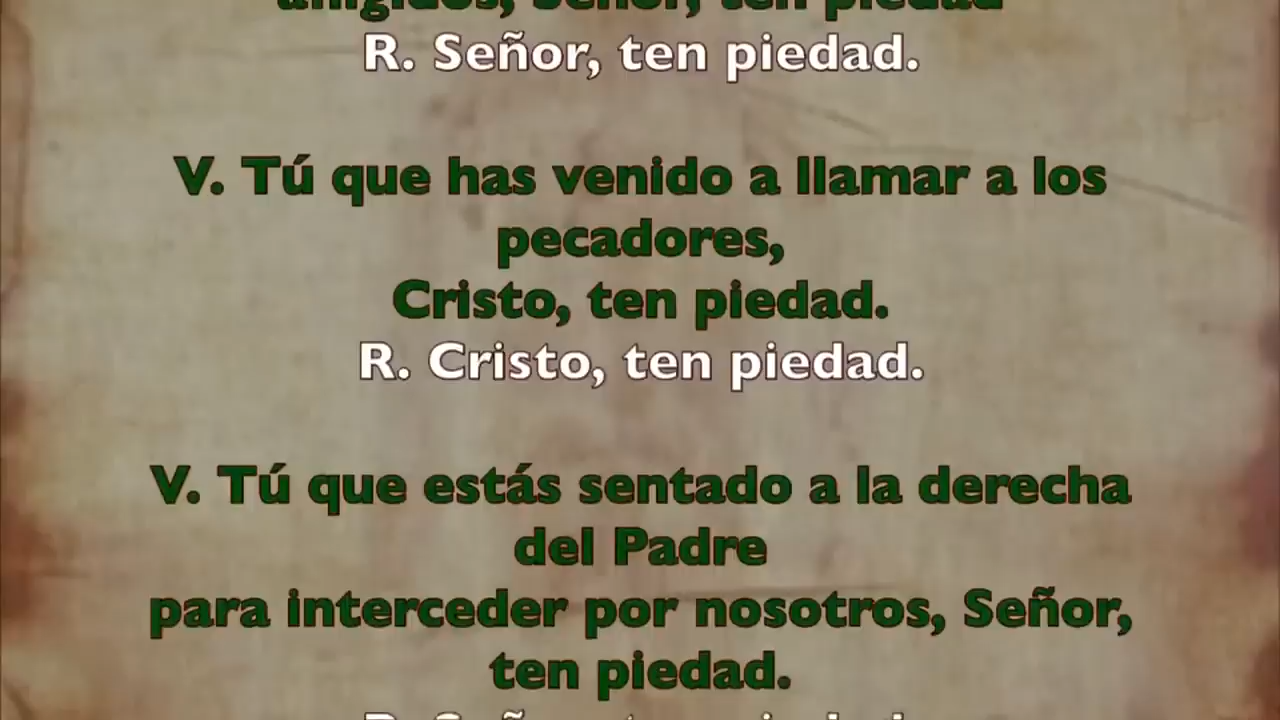 afligidos, Señor, ten piedad
R. Señor, ten piedad.
V. Tú que has venido a llamar a los
pecadores,
Cristo, ten piedad.
R. Cristo, ten piedad.
V. Tú que estás sentado a la derecha
del Padre
para interceder por nosotros, Señor,
ten piedad.